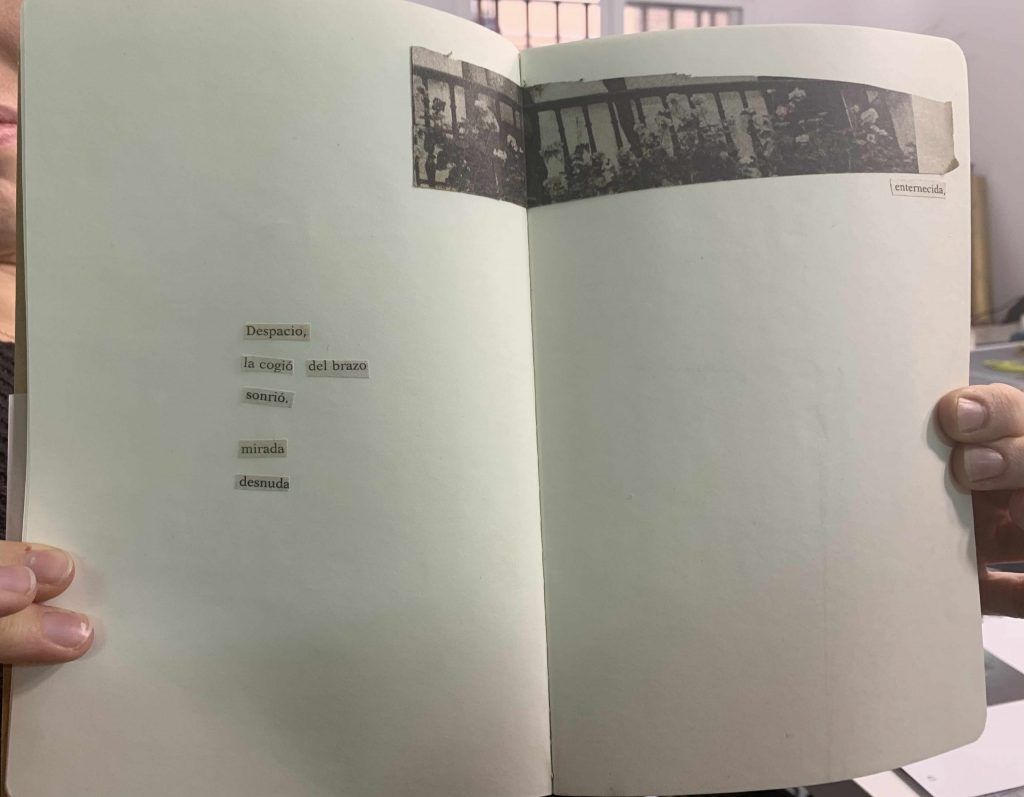 Despacio,
la cogió del brazo
sonrió.
mirada
desnuda
enternecida,